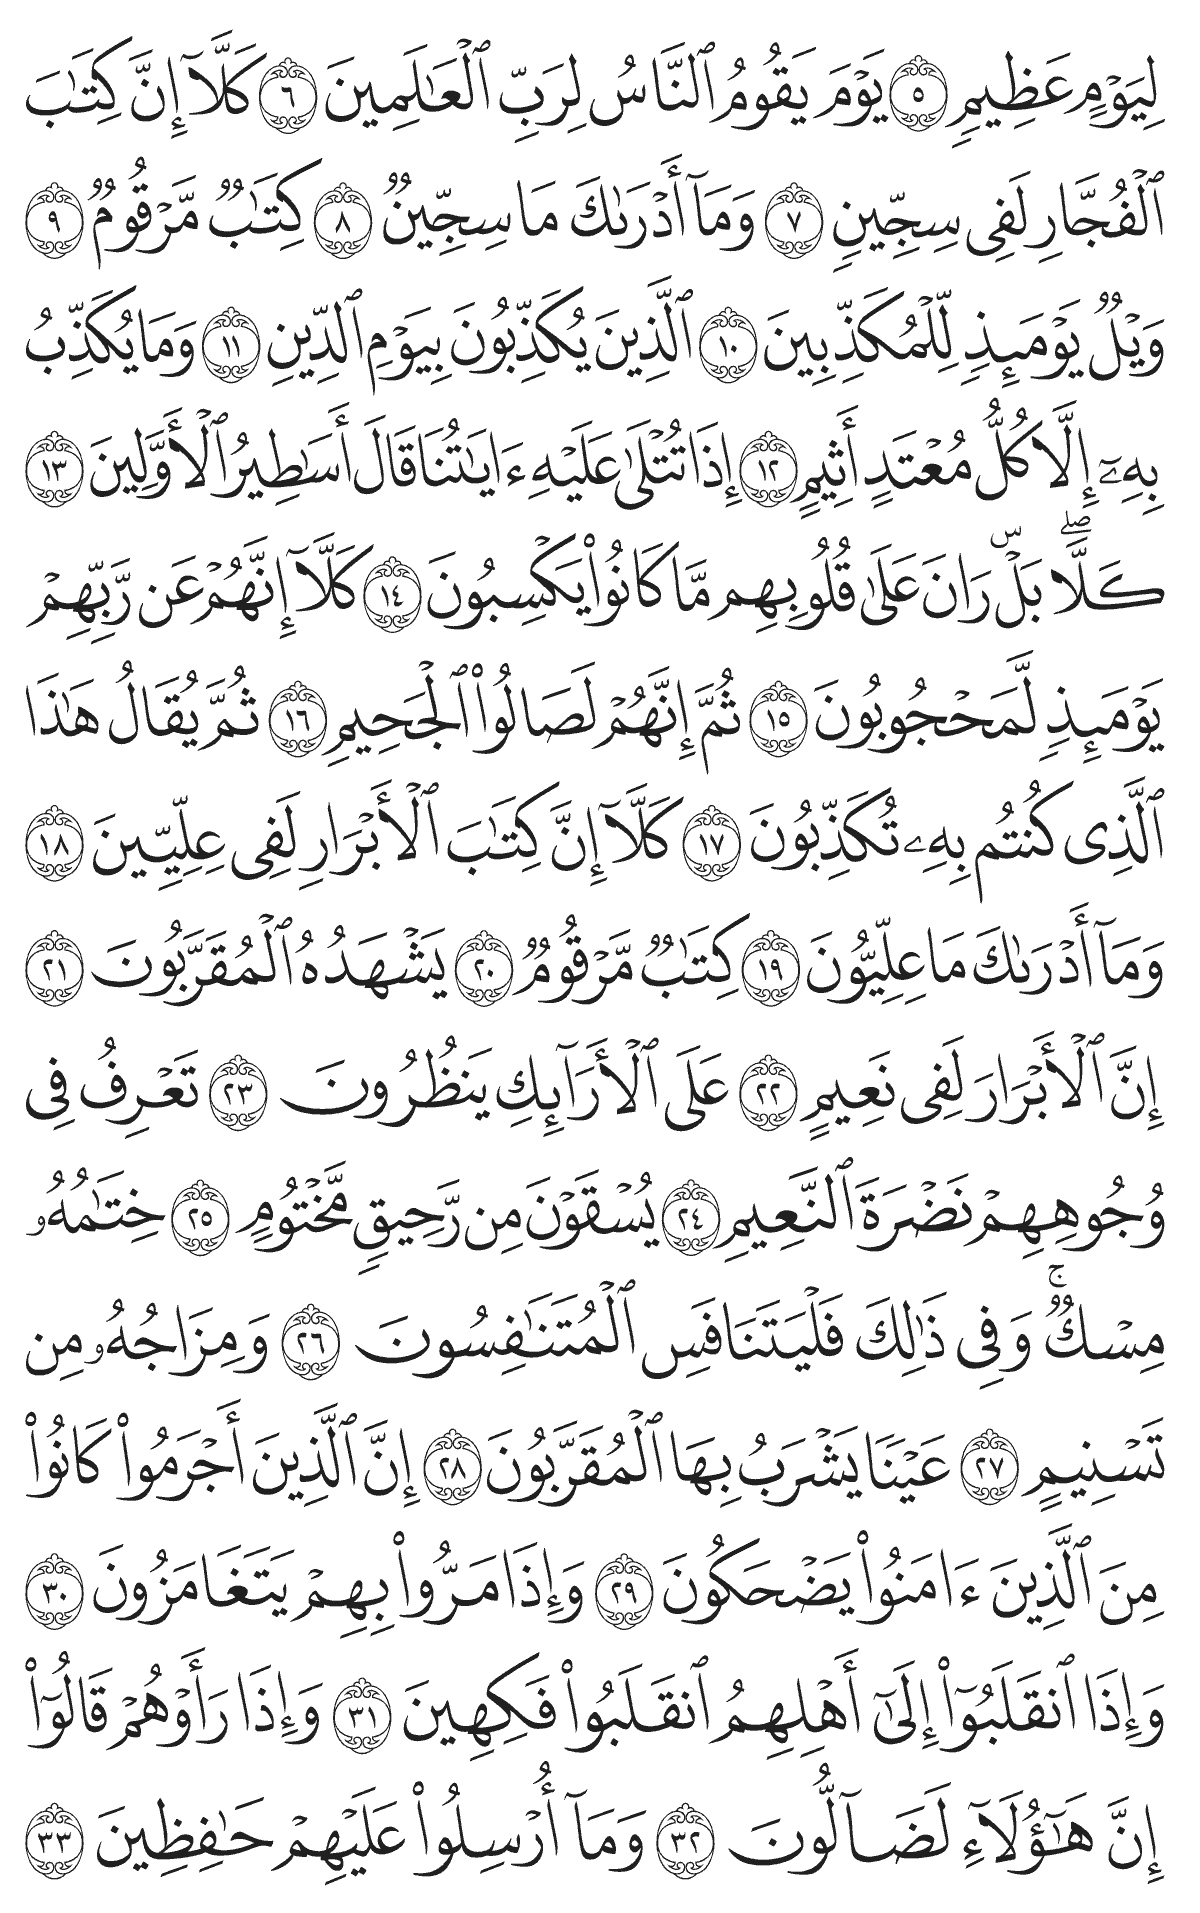 لِيَوْمٍ عَظِيمٍ ٥ يَوْمَ يَقُومُ ٱلنَّاسُ لِرَبِّ ٱلْعَٰلَمِينَ ٦ كَلَّآ إِنَّ كِتَٰبَ
ٱلْفُجَّارِ لَفِى سِجِّينٍ ٧ وَمَآ أَدْرَىٰكَ مَا سِجِّينٌ ٨ كِتَٰبٌ مَّرْقُومٌ ٩
وَيْلٌ يَوْمَئِذٍ لِّلْمُكَذِّبِينَ ١٠ ٱلَّذِينَ يُكَذِّبُونَ بِيَوْمِ ٱلدِّينِ ١١ وَمَا يُكَذِّبُ
بِهِۦٓ إِلَّا كُلُّ مُعْتَدٍ أَثِيمٍ ١٢ إِذَا تُتْلَىٰ عَلَيْهِ ءَايَٰتُنَا قَالَ أَسَٰطِيرُ ٱلْأَوَّلِينَ ١٣
كَلَّا ۖ بَلْ ۜ رَانَ عَلَىٰ قُلُوبِهِم مَّا كَانُوا۟ يَكْسِبُونَ ١٤ كَلَّآ إِنَّهُمْ عَن رَّبِّهِمْ
يَوْمَئِذٍ لَّمَحْجُوبُونَ ١٥ ثُمَّ إِنَّهُمْ لَصَالُوا۟ ٱلْجَحِيمِ ١٦ ثُمَّ يُقَالُ هَٰذَا
ٱلَّذِى كُنتُم بِهِۦ تُكَذِّبُونَ ١٧ كَلَّآ إِنَّ كِتَٰبَ ٱلْأَبْرَارِ لَفِى عِلِّيِّينَ ١٨
وَمَآ أَدْرَىٰكَ مَا عِلِّيُّونَ ١٩ كِتَٰبٌ مَّرْقُومٌ ٢٠ يَشْهَدُهُ ٱلْمُقَرَّبُونَ ٢١
إِنَّ ٱلْأَبْرَارَ لَفِى نَعِيمٍ ٢٢ عَلَى ٱلْأَرَآئِكِ يَنظُرُونَ ٢٣ تَعْرِفُ فِى
وُجُوهِهِمْ نَضْرَةَ ٱلنَّعِيمِ ٢٤ يُسْقَوْنَ مِن رَّحِيقٍ مَّخْتُومٍ ٢٥ خِتَٰمُهُۥ
مِسْكٌ ۚ وَفِى ذَٰلِكَ فَلْيَتَنَافَسِ ٱلْمُتَنَٰفِسُونَ ٢٦ وَمِزَاجُهُۥ مِن
تَسْنِيمٍ ٢٧ عَيْنًا يَشْرَبُ بِهَا ٱلْمُقَرَّبُونَ ٢٨ إِنَّ ٱلَّذِينَ أَجْرَمُوا۟ كَانُوا۟
مِنَ ٱلَّذِينَ ءَامَنُوا۟ يَضْحَكُونَ ٢٩ وَإِذَا مَرُّوا۟ بِهِمْ يَتَغَامَزُونَ ٣٠
وَإِذَا ٱنقَلَبُوٓا۟ إِلَىٰٓ أَهْلِهِمُ ٱنقَلَبُوا۟ فَكِهِينَ ٣١ وَإِذَا رَأَوْهُمْ قَالُوٓا۟
إِنَّ هَٰٓؤُلَآءِ لَضَآلُّونَ ٣٢ وَمَآ أُرْسِلُوا۟ عَلَيْهِمْ حَٰفِظِينَ ٣٣